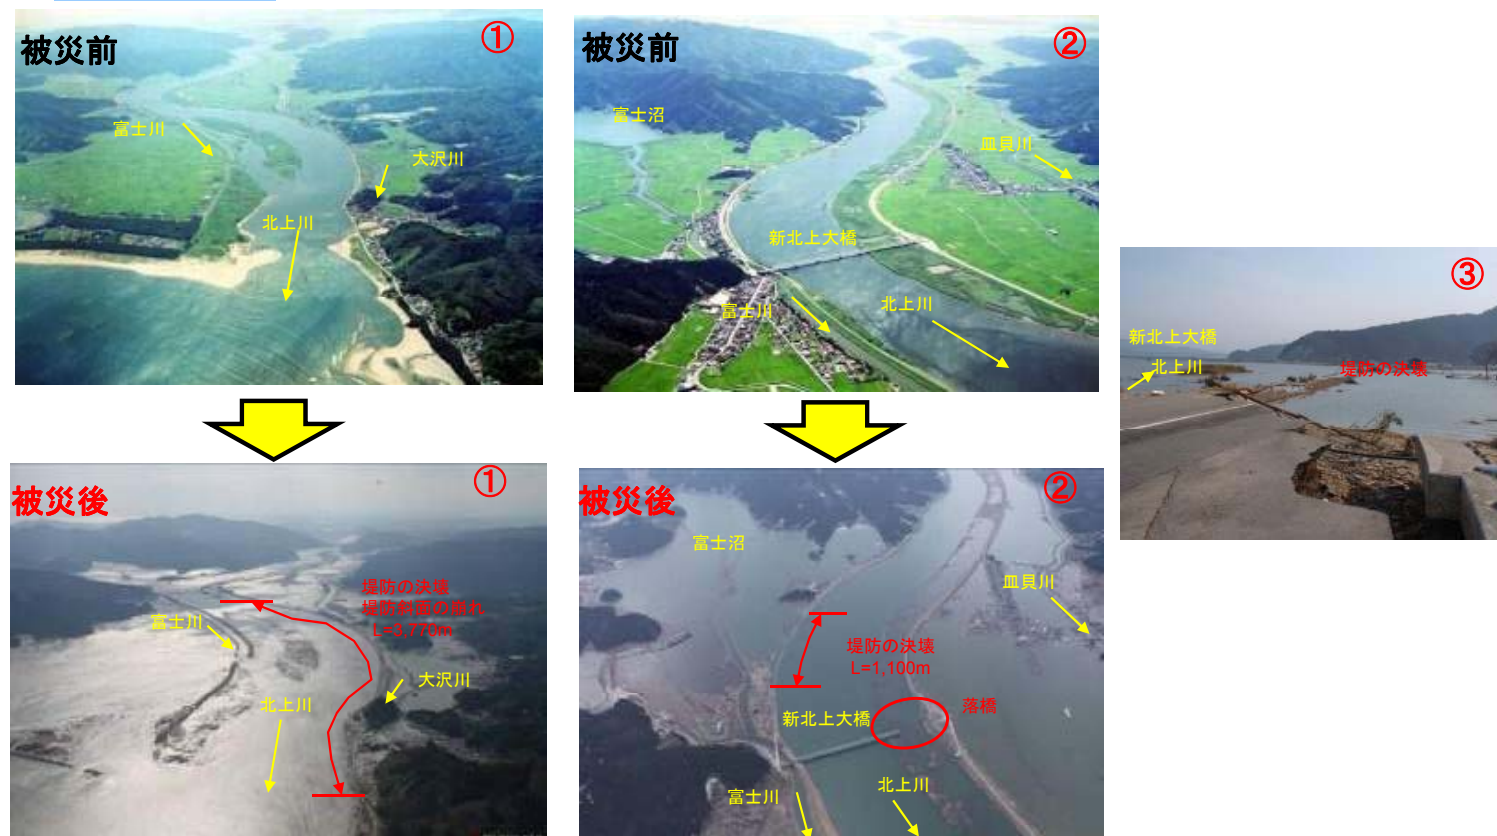 被災前
①
富士川
大沢川
北上川
被災前
②
富士沼
皿貝川
新北上大橋
富士川
北上川
③
新北上大橋
北上川
堤防の決壊
被災後
①
堤防の決壊
堤防斜面の崩れ
L=3,770m
富士川
大沢川
北上川
被災後
②
富士沼
皿貝川
堤防の決壊
L=1,100m
新北上大橋
落橋
富士川
北上川